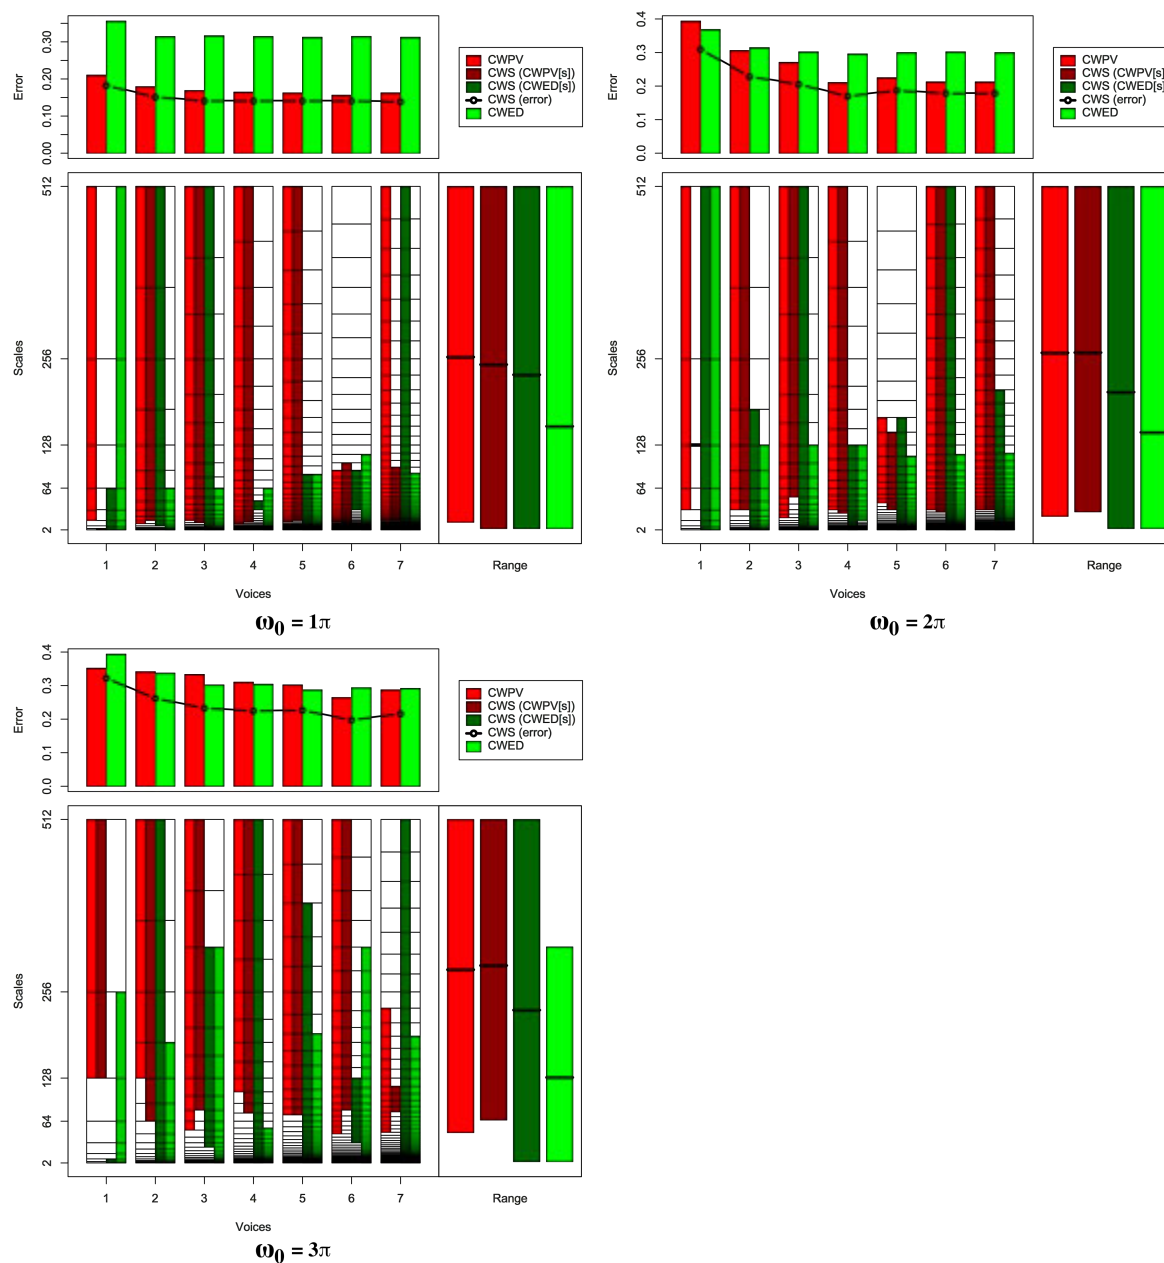 Error
0.00
0.10
0.20
0.30
CWPV
CWS (CWPV[s])
CWS (CWED[s])
CWS (error)
CWED
Scales
2
64
128
256
512
1 2 3 4 5 6 7
Voices
Range
ω0 = 1π
Error
0.0
0.1
0.2
0.3
0.4
CWPV
CWS (CWPV[s])
CWS (CWED[s]
CWS (error)
CWED
Scales
2
64
128
256
512
1 2 3 4 5 6 7
Voices
Range
ω0 = 2π
Error
0.0
0.1
0.2
0.3
0.4
CWPV
CWS (CWPV[s])
CWS (CWED[s])
CWS (error)
CWED
Scales
2
64
128
256
512
1 2 3 4 5 6 7
Voices
Range
ω0 = 3π